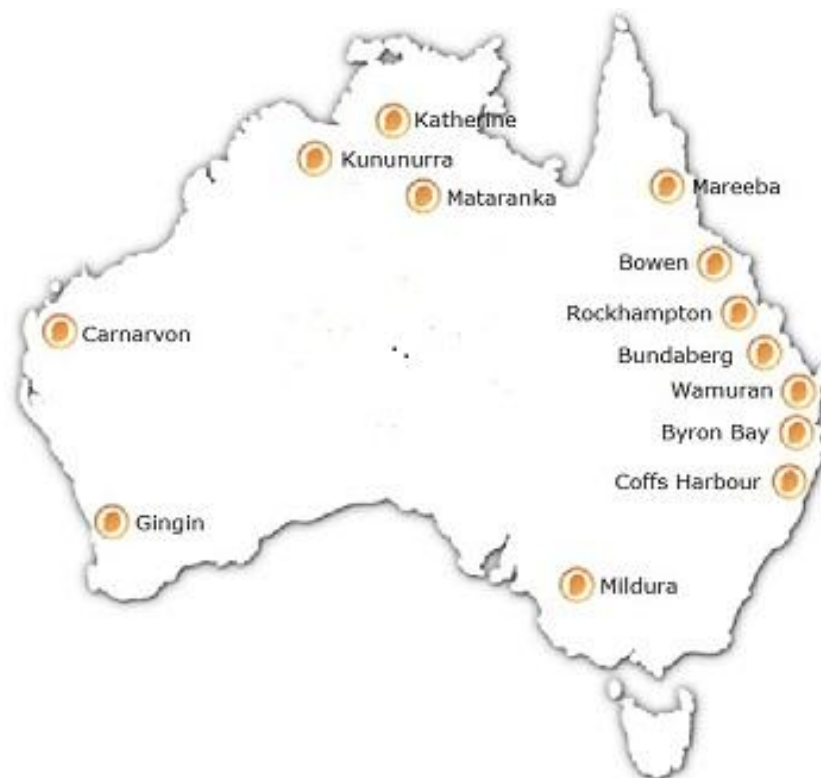 Katherine
Kununurra
Mataranka
Mareeba
Bowen
Rockhampton
Carnarvon
Bundaberg
Wamuran
Byron Bay
Coffs Harbour
Gingin
Mildura